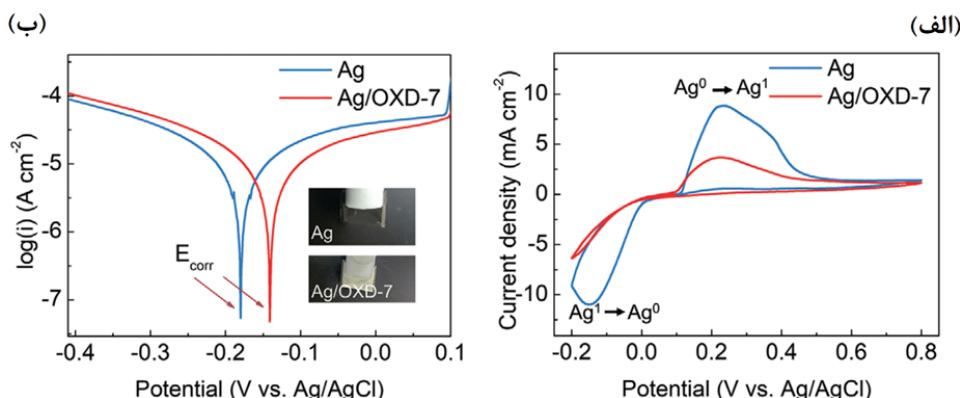 (ب)
Ag
Ag/OXD-7
log(i) (A cm⁻²)
-4
-5
-6
-7
E_corr
Ag
Ag/OXD-7
-0.4 -0.3 -0.2 -0.1 0.0 0.1
Potential (V vs. Ag/AgCl)
(الف)
Ag
Ag/OXD-7
Ag⁰ → Ag¹
Current density (mA cm⁻²)
10
5
0
-5
-10
Ag¹ → Ag⁰
-0.2 0.0 0.2 0.4 0.6 0.8
Potential (V vs. Ag/AgCl)